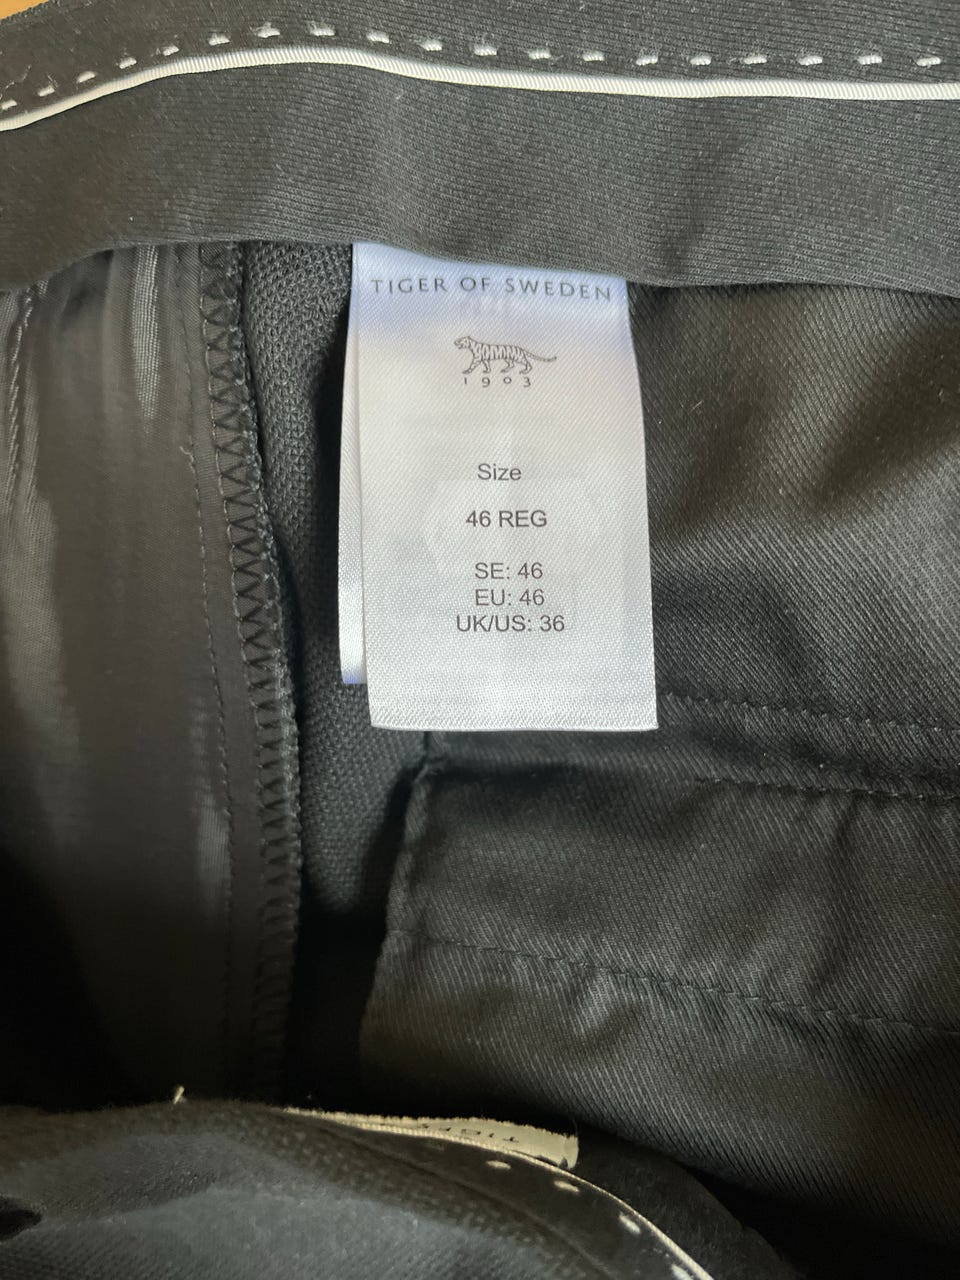 TIGER OF SWEDEN
1903
Size
46 REG
SE: 46
EU: 46
UK/US: 36